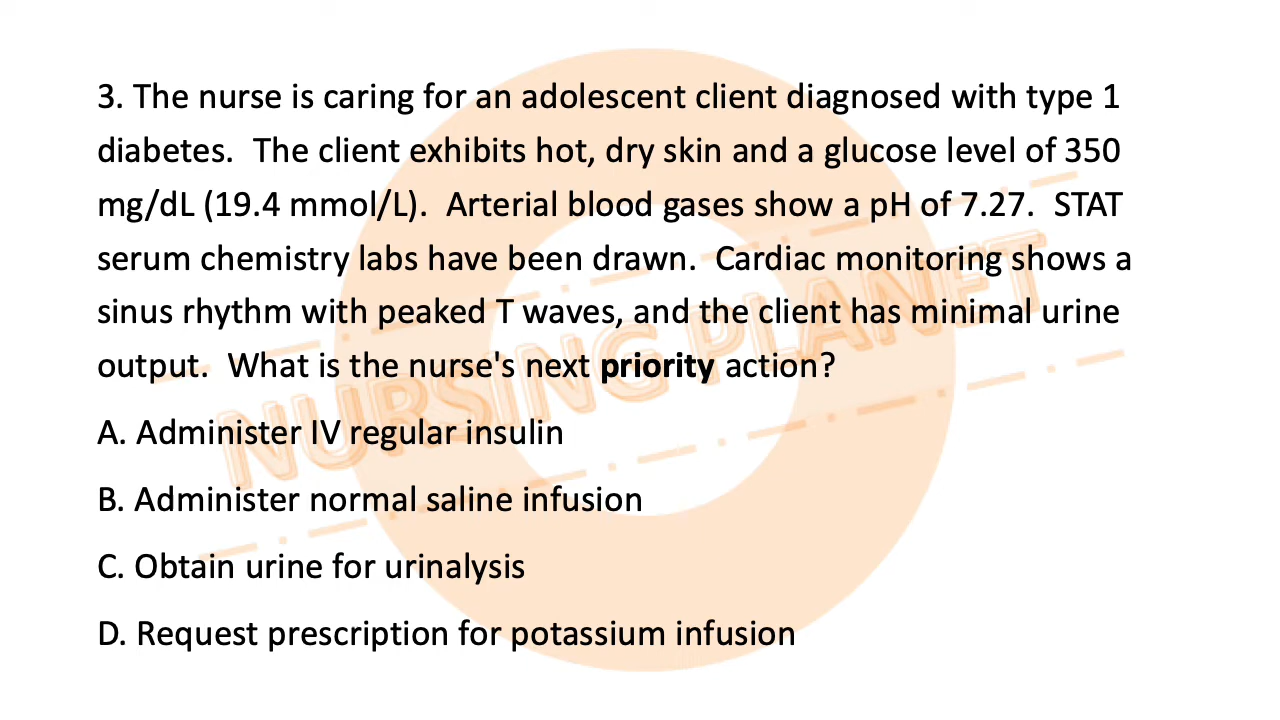 3. The nurse is caring for an adolescent client diagnosed with type 1
diabetes.  The client exhibits hot, dry skin and a glucose level of 350
mg/dL (19.4 mmol/L).  Arterial blood gases show a pH of 7.27.  STAT
serum chemistry labs have been drawn.  Cardiac monitoring shows a
sinus rhythm with peaked T waves, and the client has minimal urine
output.  What is the nurse's next priority action?
A. Administer IV regular insulin
B. Administer normal saline infusion
C. Obtain urine for urinalysis
D. Request prescription for potassium infusion
NURSING PLANET